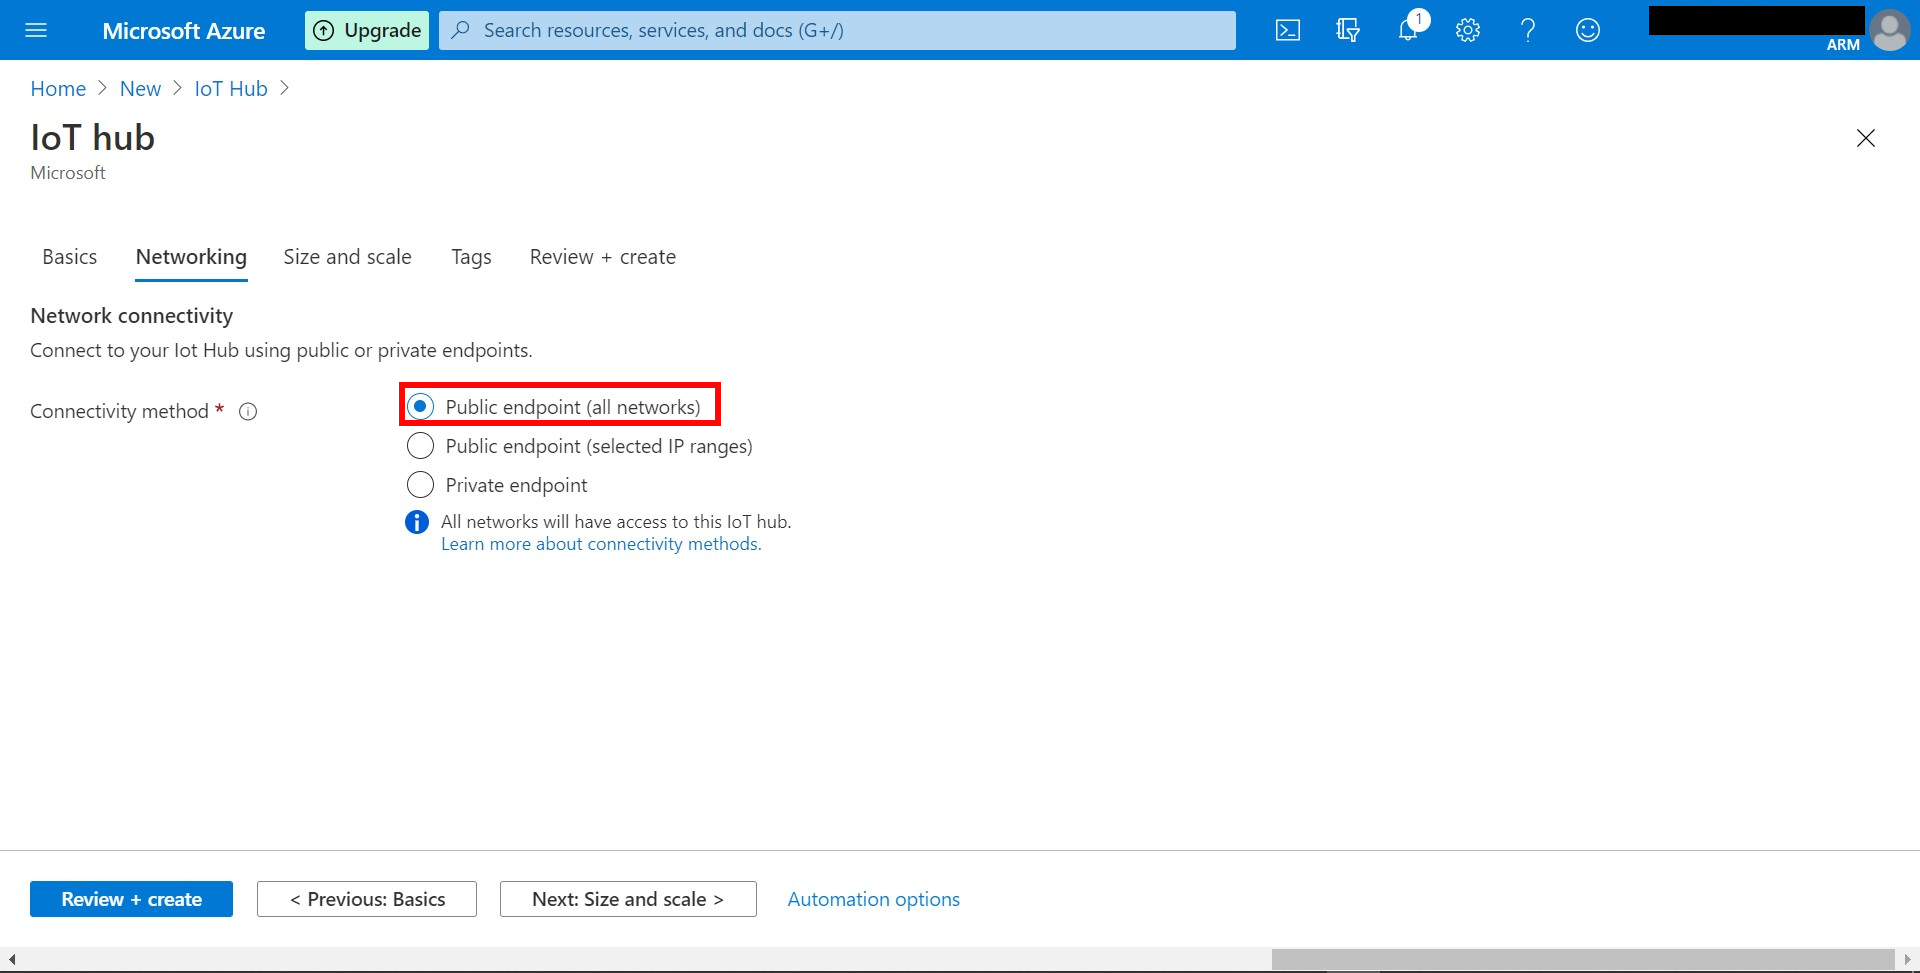 Microsoft Azure
Upgrade
Search resources, services, and docs (G+/)
1
ARM
Home > New > IoT Hub >
IoT hub
Microsoft
Basics Networking Size and scale Tags Review + create
Network connectivity
Connect to your Iot Hub using public or private endpoints.
Connectivity method *
Public endpoint (all networks)
Public endpoint (selected IP ranges)
Private endpoint
All networks will have access to this IoT hub.
Learn more about connectivity methods.
Review + create
< Previous: Basics
Next: Size and scale >
Automation options